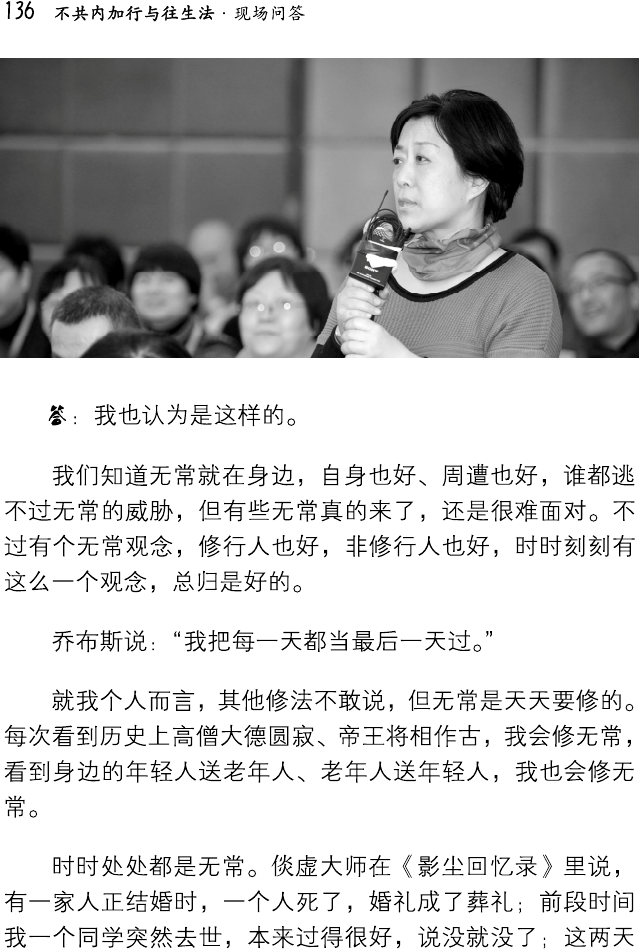 136 不共内加行与往生法·现场问答
答：我也认为是这样的。
我们知道无常就在身边，自身也好、周遭也好，谁都逃
不过无常的威胁，但有些无常真的来了，还是很难面对。不
过有个无常观念，修行人也好，非修行人也好，时时刻刻有
这么一个观念，总归是好的。
乔布斯说：“我把每一天都当最后一天过。”
就我个人而言，其他修法不敢说，但无常是天天要修的。
每次看到历史上高僧大德圆寂、帝王将相作古，我会修无常，
看到身边的年轻人送老年人、老年人送年轻人，我也会修无
常。
时时处处都是无常。倓虚大师在《影尘回忆录》里说，
有一家人正结婚时，一个人死了，婚礼成了葬礼；前段时间
我一个同学突然去世，本来过得很好，说没就没了；这两天